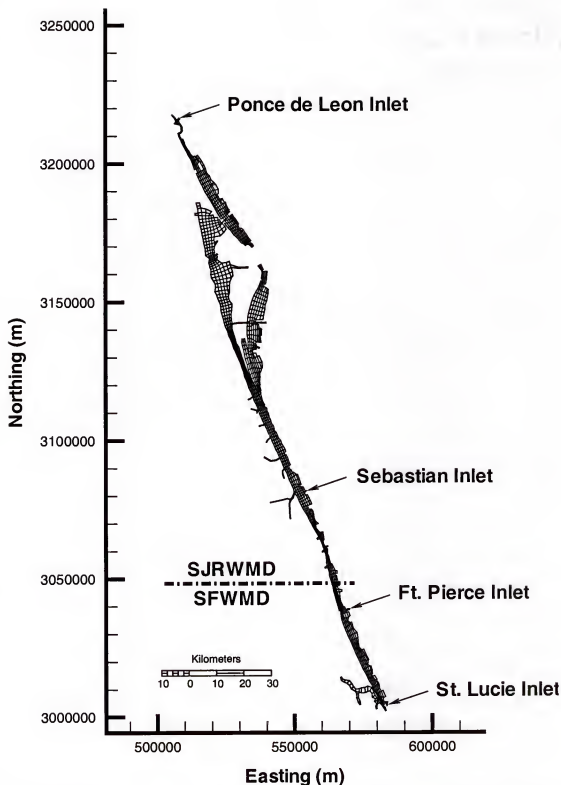 3250000
Ponce de Leon Inlet
3200000
3150000
Northing (m)
3100000
Sebastian Inlet
SJRWMD
3050000
SFWMD
Ft. Pierce Inlet
Kilometers
10 0 10 20 30
St. Lucie Inlet
3000000
500000 550000 600000
Easting (m)